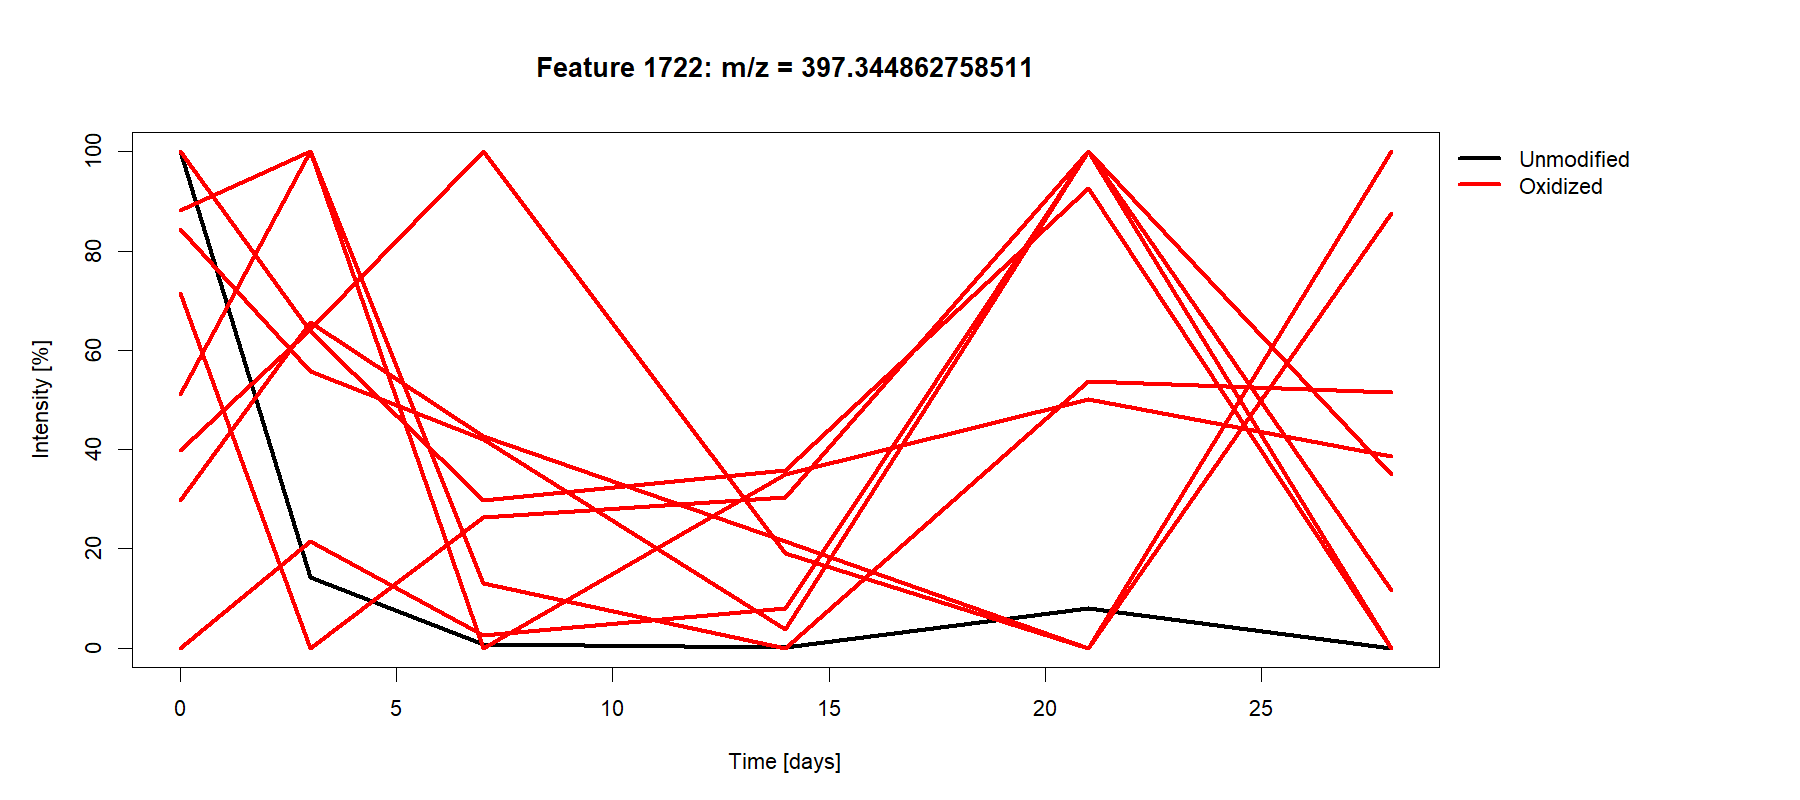 Feature 1722: m/z = 397.344862758511
100
80
60
40
20
0
Intensity [%]
0 5 10 15 20 25
Time [days]
Unmodified
Oxidized